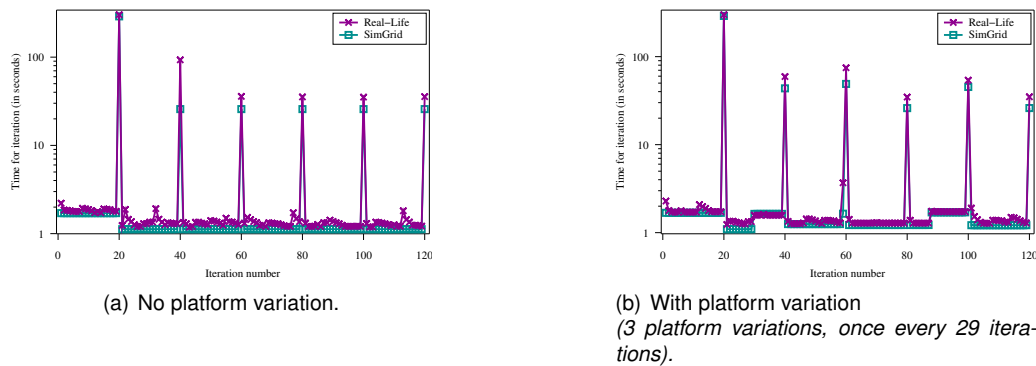 Real−Life
SimGrid
100
10
1
Time for iteration (in seconds)
0 20 40 60 80 100 120
Iteration number
(a) No platform variation.
Real−Life
SimGrid
100
10
1
Time for iteration (in seconds)
0 20 40 60 80 100 120
Iteration number
(b) With platform variation
(3 platform variations, once every 29 itera-
tions).